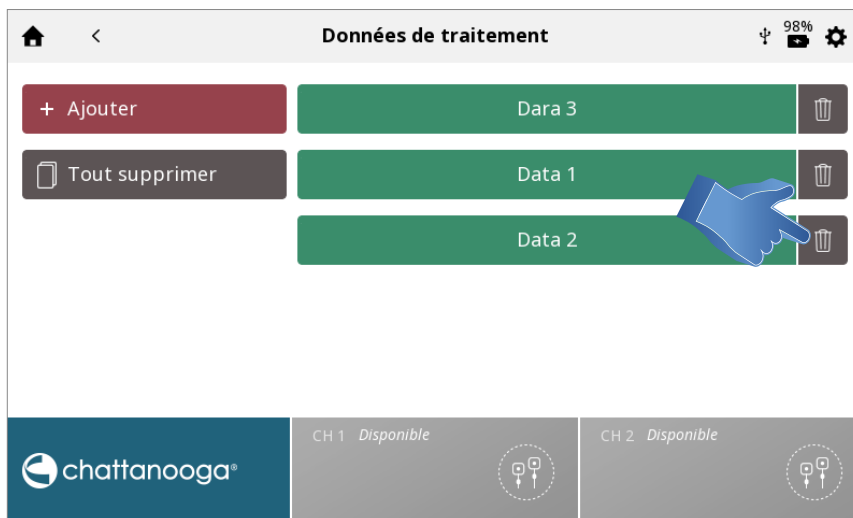 Données de traitement
98%
+ Ajouter
Dara 3
Tout supprimer
Data 1
Data 2
chattanooga®
CH 1 Disponible
CH 2 Disponible